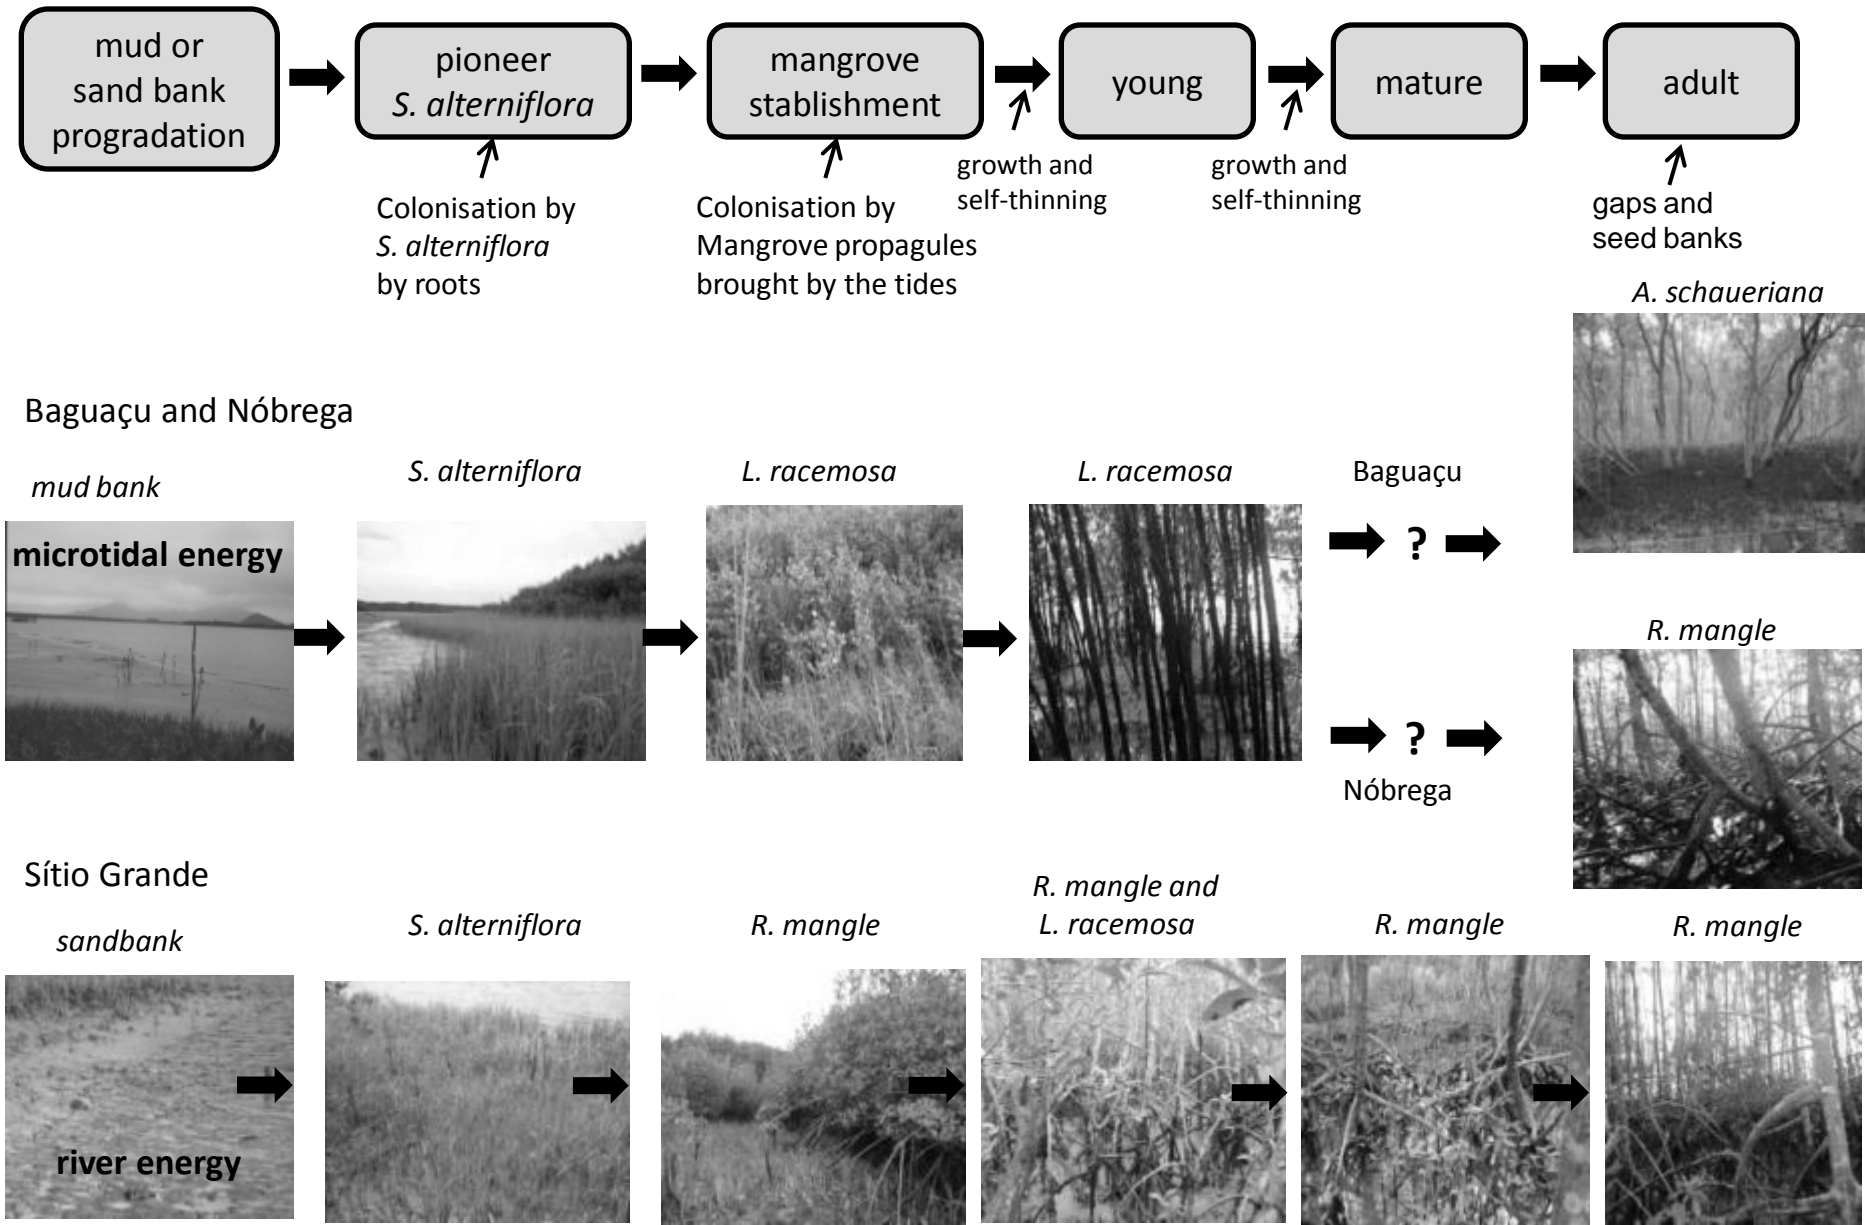 mud or
sand bank
progradation
pioneer
S. alterniflora
mangrove
stablishment
young
mature
adult
Colonisation by
S. alterniflora
by roots
Colonisation by
Mangrove propagules
brought by the tides
growth and
self-thinning
growth and
self-thinning
gaps and
seed banks
A. schaueriana
Baguaçu and Nóbrega
mud bank
S. alterniflora
L. racemosa
L. racemosa
Baguaçu
microtidal energy
?
R. mangle
?
Nóbrega
Sítio Grande
sandbank
S. alterniflora
R. mangle
R. mangle and
L. racemosa
R. mangle
R. mangle
river energy